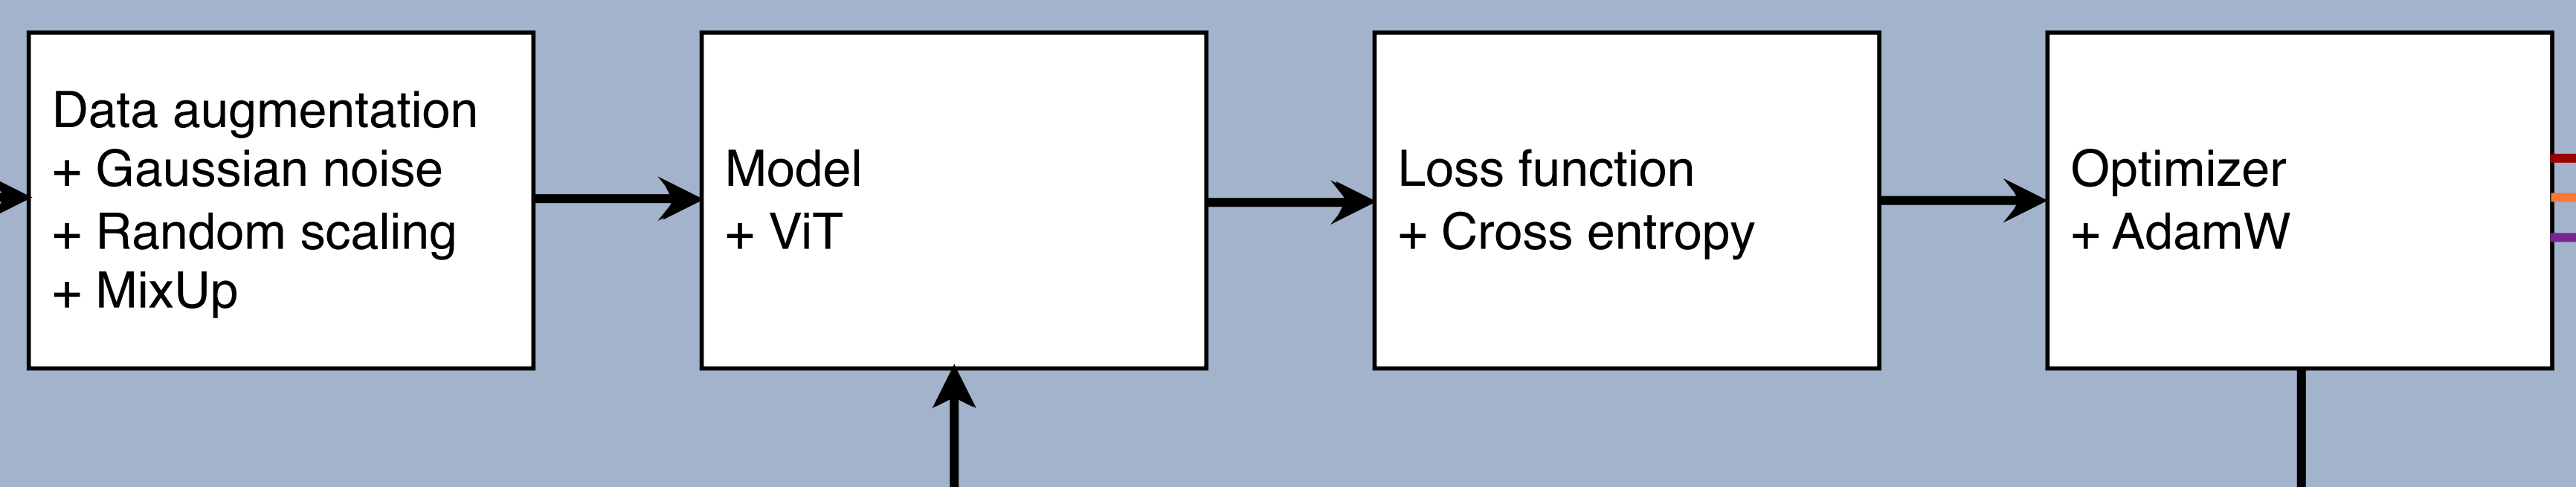 Data augmentation
+ Gaussian noise
+ Random scaling
+ MixUp
Model
+ ViT
Loss function
+ Cross entropy
Optimizer
+ AdamW